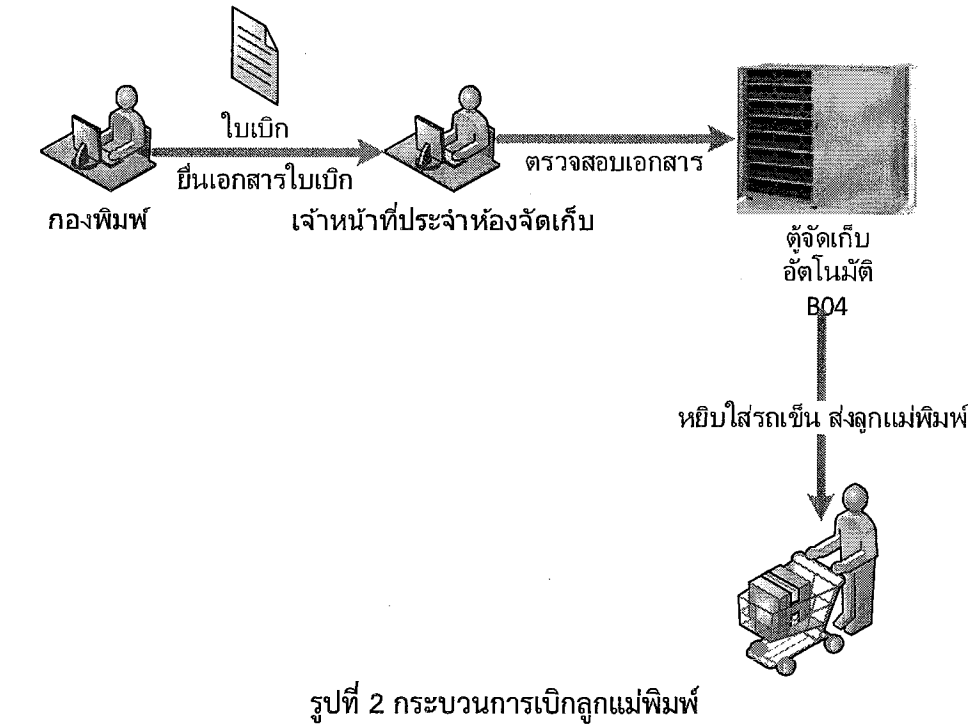 ใบเบิก
ยื่นเอกสารใบเบิก
ตรวจสอบเอกสาร
กองพิมพ์
เจ้าหน้าที่ประจำห้องจัดเก็บ
ตู้จัดเก็บ
อัตโนมัติ
B04
หยิบใส่รถเข็น ส่งลูกแม่พิมพ์
รูปที่ 2 กระบวนการเบิกลูกแม่พิมพ์